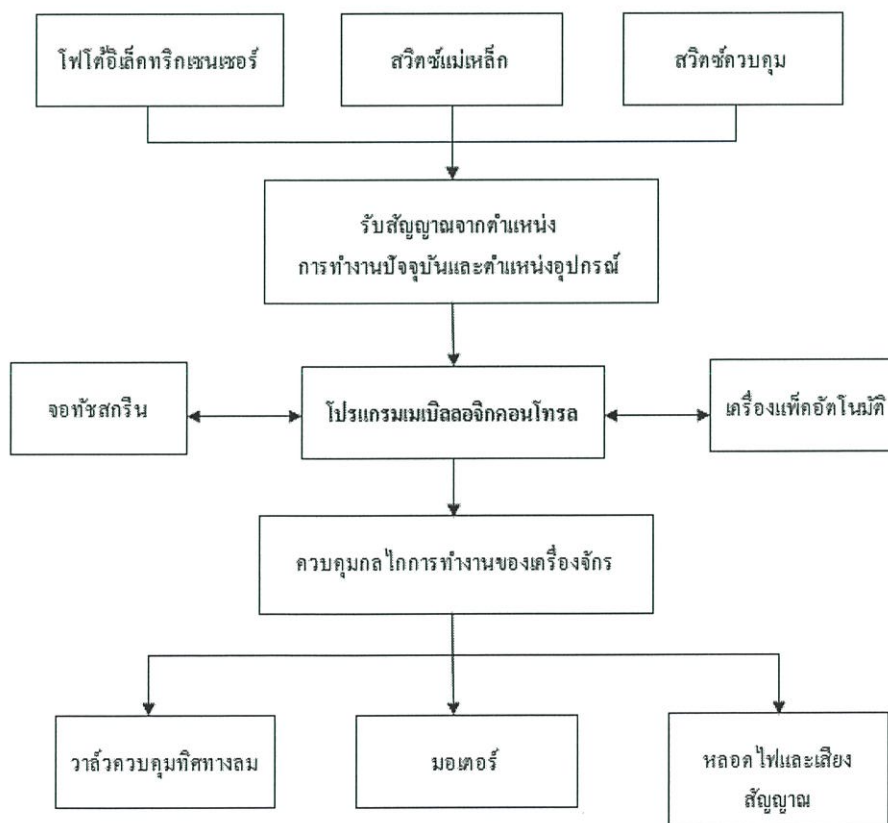 โฟโต้อิเล็คทริกเซนเซอร์
สวิตซ์แม่เหล็ก
สวิตซ์ควบคุม
รับสัญญาณจากตำแหน่ง
การทำงานปัจจุบันและตำแหน่งอุปกรณ์
จอทัชสกรีน
โปรแกรมเมเบิลลอจิกคอนโทรล
เครื่องแพ็คอัตโนมัติ
ควบคุมกลไกการทำงานของเครื่องจักร
วาล์วควบคุมทิศทางลม
มอเตอร์
หลอดไฟและเสียง
สัญญาณ